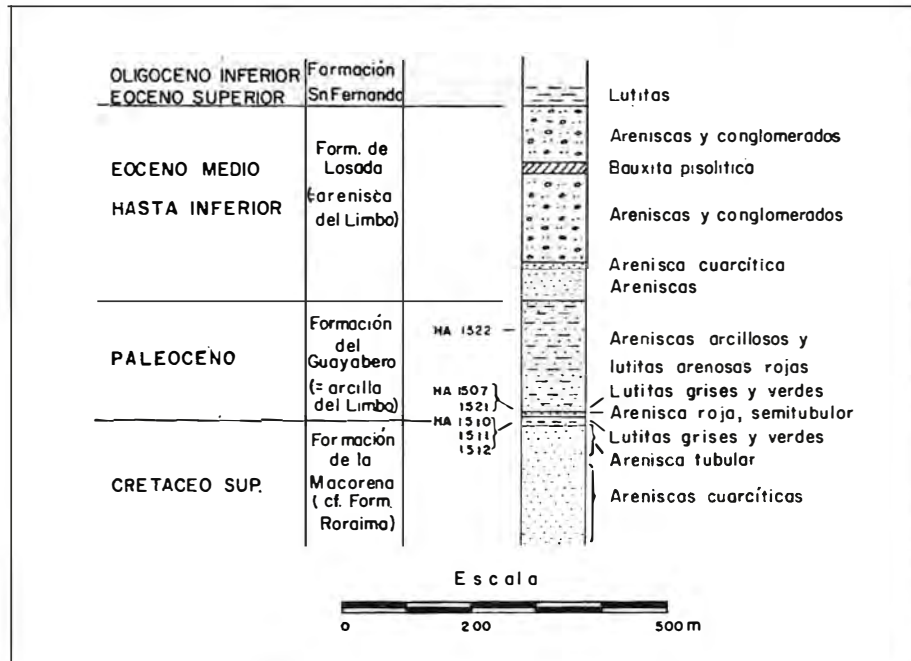 OLIGOCENO INFERIOR
EOCENO SUPERIOR
Formación
Sn Fernando
Lutitas
EOCENO MEDIO
HASTA INFERIOR
Form. de
Losada
(=arenisca
del Limbo)
Areniscas y conglomerados
Bauxita pisolítica
Areniscas y conglomerados
Arenisca cuarcítica
Areniscas
PALEOCENO
Formación
del
Guayabero
(= arcilla
del Limbo)
HA 1522
HA 1507
1521
Areniscas arcillosos y
lutitas arenosas rojas
Lutitas grises y verdes
Arenisca roja, semitubular
CRETACEO SUP.
Formación
de la
Macarena
( cf. Form.
Roraima)
HA 1510
1511
1512
Lutitas grises y verdes
Arenisca tubular
Areniscas cuarcíticas
Escala
0 200 500 m